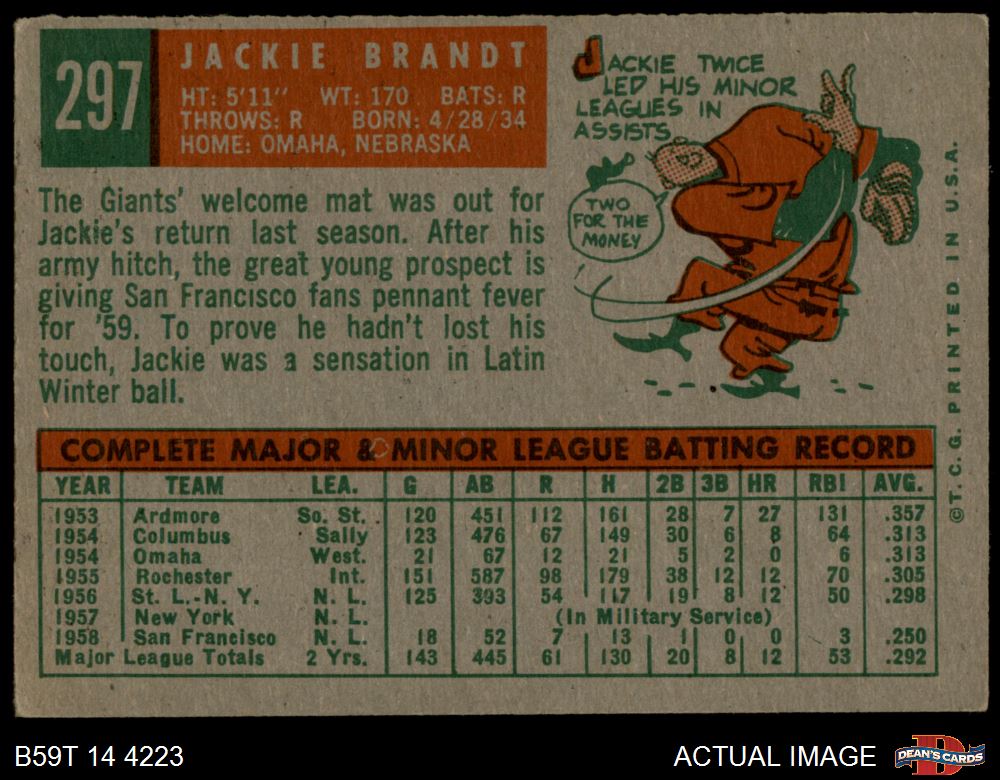 297
JACKIE BRANDT
HT: 5'11" WT: 170 BATS: R
THROWS: R BORN: 4/28/34
HOME: OMAHA, NEBRASKA
The Giants' welcome mat was out for
Jackie's return last season. After his
army hitch, the great young prospect is
giving San Francisco fans pennant fever
for '59. To prove he hadn't lost his
touch, Jackie was a sensation in Latin
Winter ball.
JACKIE TWICE
LED HIS MINOR
LEAGUES IN
ASSISTS
TWO
FOR THE
MONEY
COMPLETE MAJOR & MINOR LEAGUE BATTING RECORD
YEAR TEAM LEA. G AB R H 2B 3B HR RBI AVG.
1953 Ardmore So. St. 120 451 112 161 28 7 27 131 .357
1954 Columbus Sally 123 476 67 149 30 6 8 64 .313
1954 Omaha West. 21 67 12 21 5 2 0 6 .313
1955 Rochester Int. 151 587 98 179 38 12 12 70 .305
1956 St. L.-N. Y. N. L. 125 393 54 117 19 8 12 50 .298
1957 New York N. L. (In Military Service)
1958 San Francisco N. L. 18 52 7 13 1 0 0 3 .250
Major League Totals 2 Yrs. 143 445 61 130 20 8 12 53 .292
©T. C. G. PRINTED IN U.S.A.
B59T 14 4223
ACTUAL IMAGE
D
DEAN'S CARDS